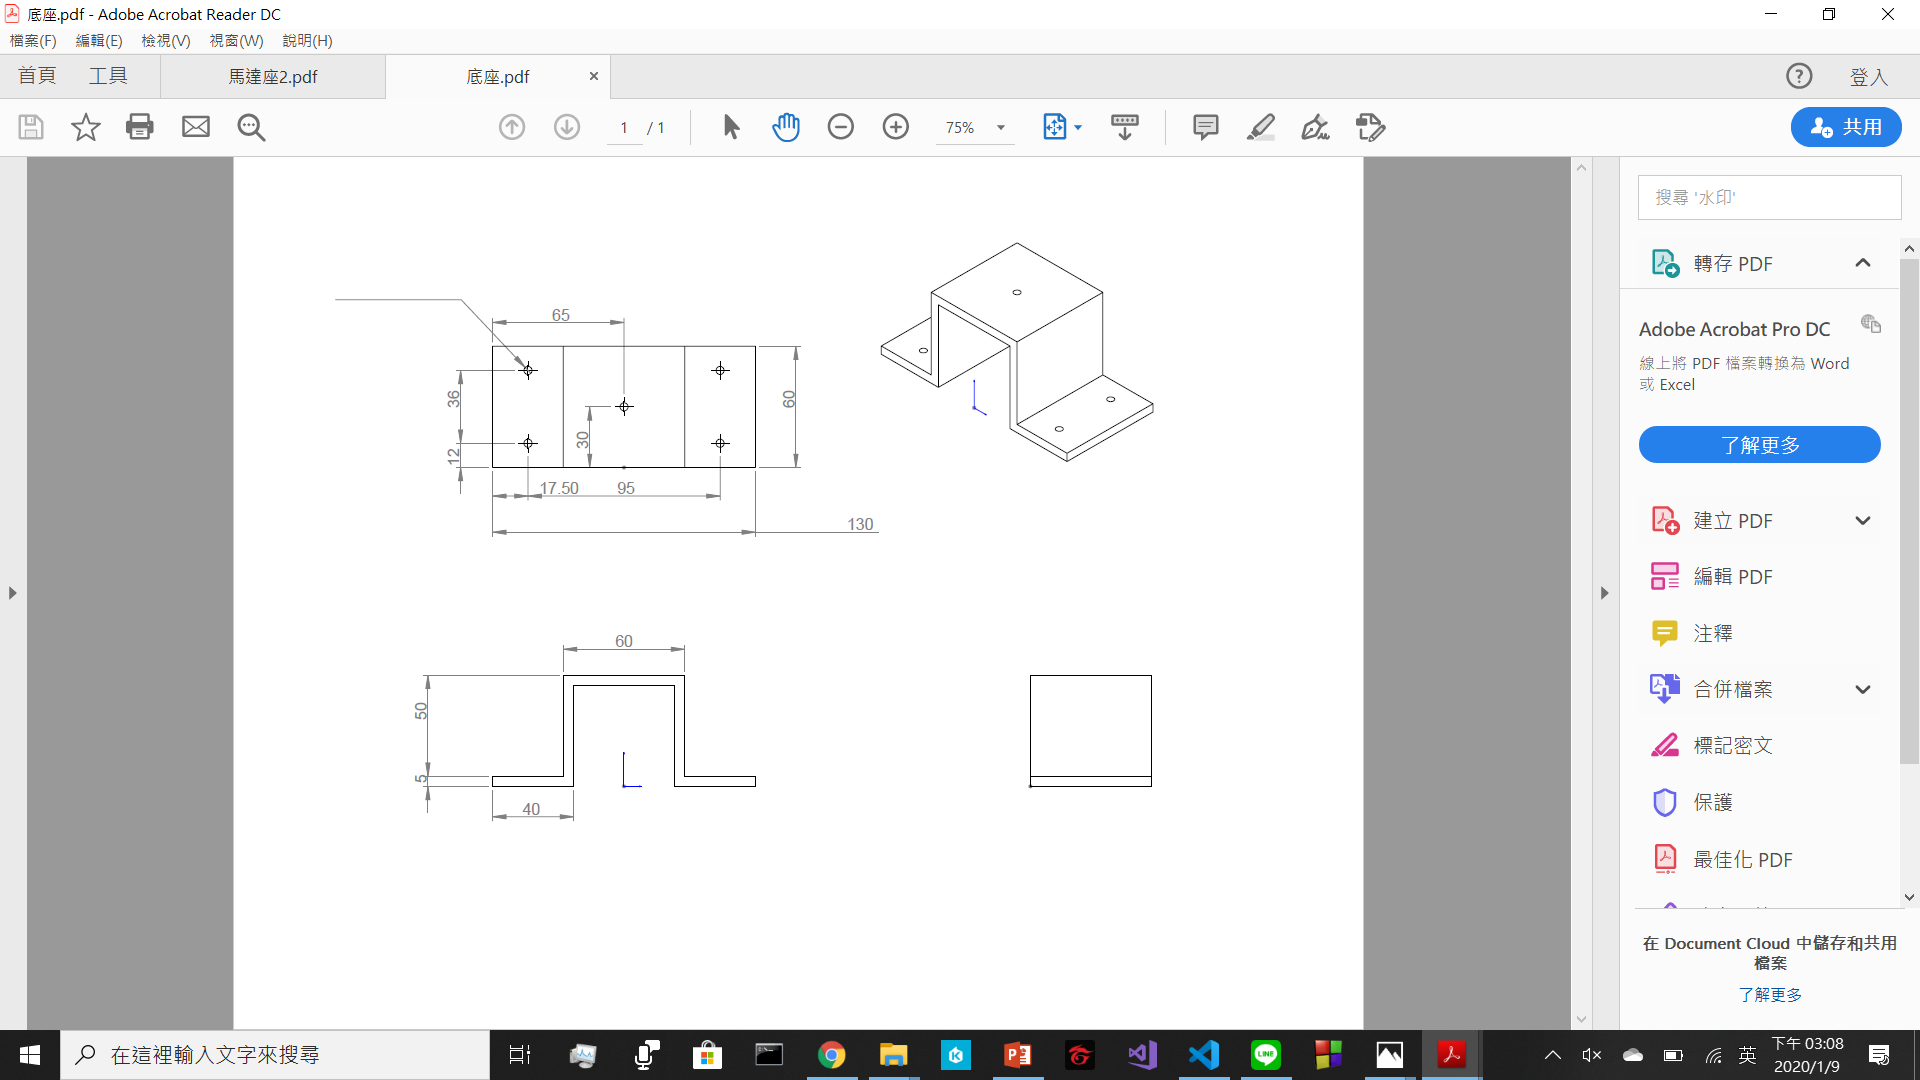 底座.pdf - Adobe Acrobat Reader DC
檔案(F) 編輯(E) 檢視(V) 視窗(W) 說明(H)
首頁 工具 馬達座2.pdf 底座.pdf × ? 登入
1 / 1 75% 共用
搜尋 '水印'
轉存 PDF
Adobe Acrobat Pro DC
線上將 PDF 檔案轉換為 Word
或 Excel
了解更多
建立 PDF
編輯 PDF
注釋
合併檔案
標記密文
保護
最佳化 PDF
在 Document Cloud 中儲存和共用
檔案
了解更多
65
36
60
30
12
17.50 95
130
60
50
5
40
在這裡輸入文字來搜尋
LINE
英
下午 03:08
2020/1/9